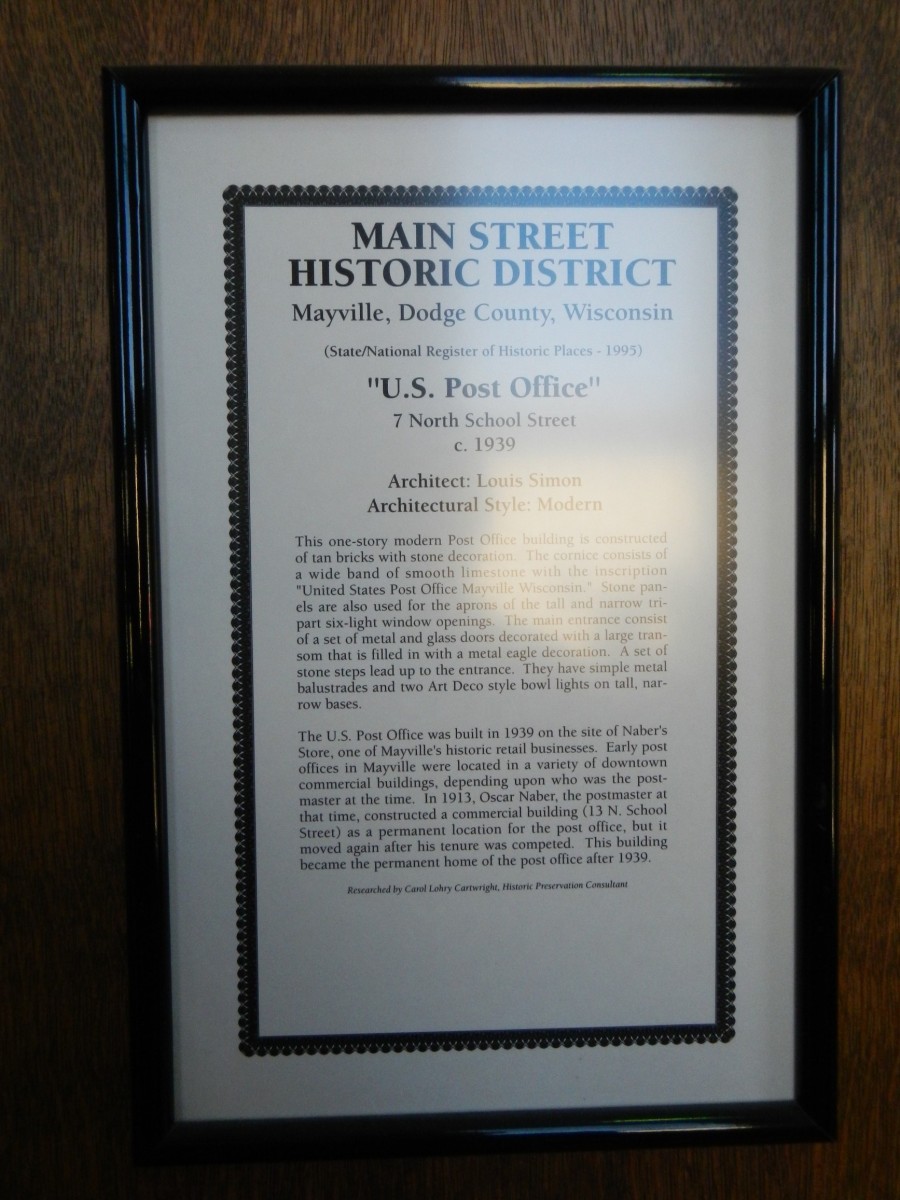 MAIN STREET
HISTORIC DISTRICT
Mayville, Dodge County, Wisconsin
(State/National Register of Historic Places - 1995)
"U.S. Post Office"
7 North School Street
c. 1939
Architect: Louis Simon
Architectural Style: Modern
This one-story modern Post Office building is constructed
of tan bricks with stone decoration. The cornice consists of
a wide band of smooth limestone with the inscription
"United States Post Office Mayville Wisconsin." Stone pan-
els are also used for the aprons of the tall and narrow tri-
part six-light window openings. The main entrance consist
of a set of metal and glass doors decorated with a large tran-
som that is filled in with a metal eagle decoration. A set of
stone steps lead up to the entrance. They have simple metal
balustrades and two Art Deco style bowl lights on tall, nar-
row bases.
The U.S. Post Office was built in 1939 on the site of Naber's
Store, one of Mayville's historic retail businesses. Early post
offices in Mayville were located in a variety of downtown
commercial buildings, depending upon who was the post-
master at the time. In 1913, Oscar Naber, the postmaster at
that time, constructed a commercial building (13 N. School
Street) as a permanent location for the post office, but it
moved again after his tenure was competed. This building
became the permanent home of the post office after 1939.
Researched by Carol Lohry Cartwright, Historic Preservation Consultant